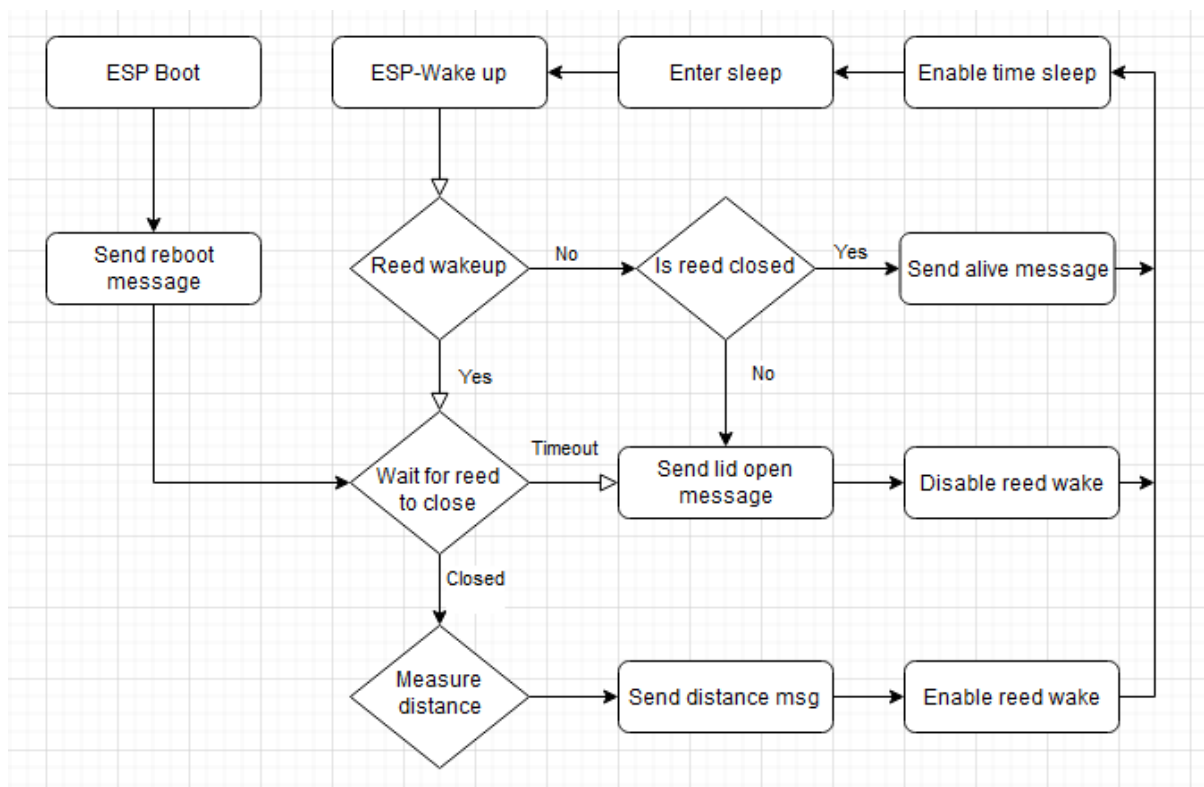 ESP Boot
ESP-Wake up
Enter sleep
Enable time sleep
Send reboot
message
Reed wakeup
No
Is reed closed
Yes
Send alive message
Yes
No
Wait for reed
to close
Timeout
Send lid open
message
Disable reed wake
Closed
Measure
distance
Send distance msg
Enable reed wake